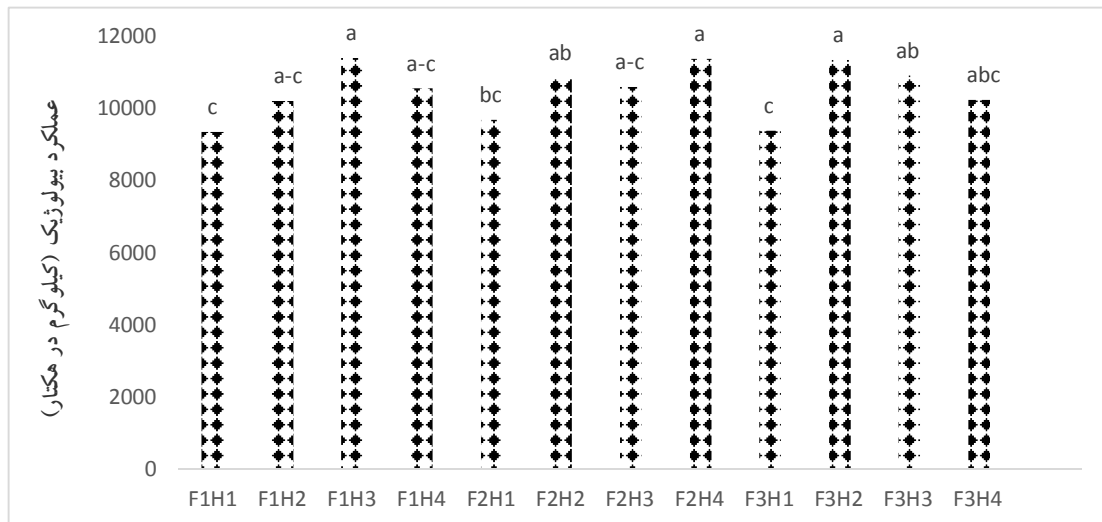 عملکرد بیولوژیک (کیلوگرم در هکتار)
12000
10000
8000
6000
4000
2000
0
c
a-c
a
a-c
bc
ab
a-c
a
c
a
ab
abc
F1H1 F1H2 F1H3 F1H4 F2H1 F2H2 F2H3 F2H4 F3H1 F3H2 F3H3 F3H4